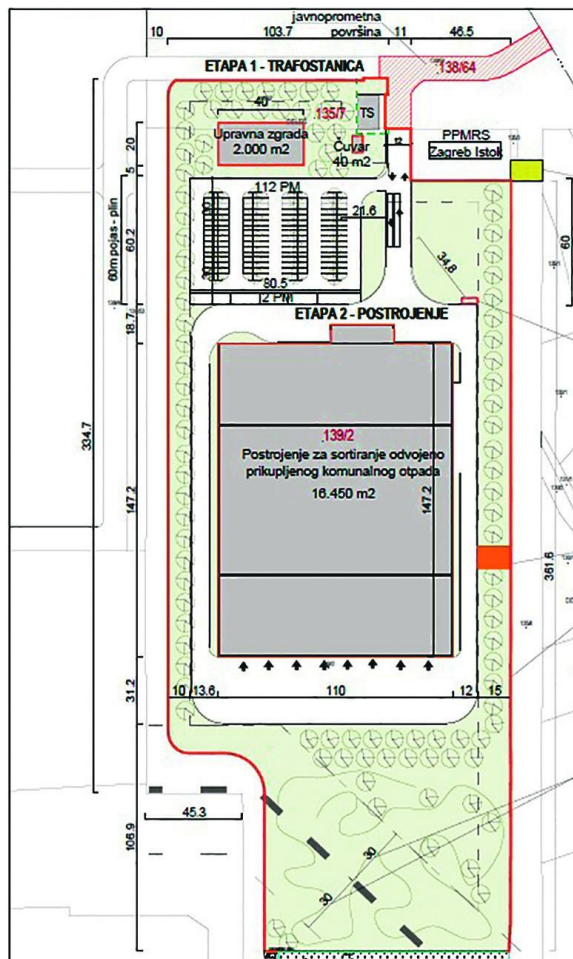 javnoprometna
površina
10
103.7
11
46.5
ETAPA 1 - TRAFOSTANICA
138/64
40
135/7
TS
Upravna zgrada
2.000 m2
Čuvar
40 m2
12
PPMRS
Zagreb Istok
20
5
112 PM
21.6
60m pojas - plin
60.2
60
34.8
80.5
2 PM
18.7
ETAPA 2 - POSTROJENJE
334.7
139/2
Postrojenje za sortiranje odvojeno
prikupljenog komunalnog otpada
16.450 m2
147.2
147.2
361.6
31.2
10
13.6
110
12
15
45.3
106.9
30
30